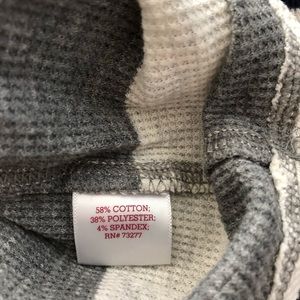 58% COTTON;
38% POLYESTER;
4% SPANDEX;
RN# 73277